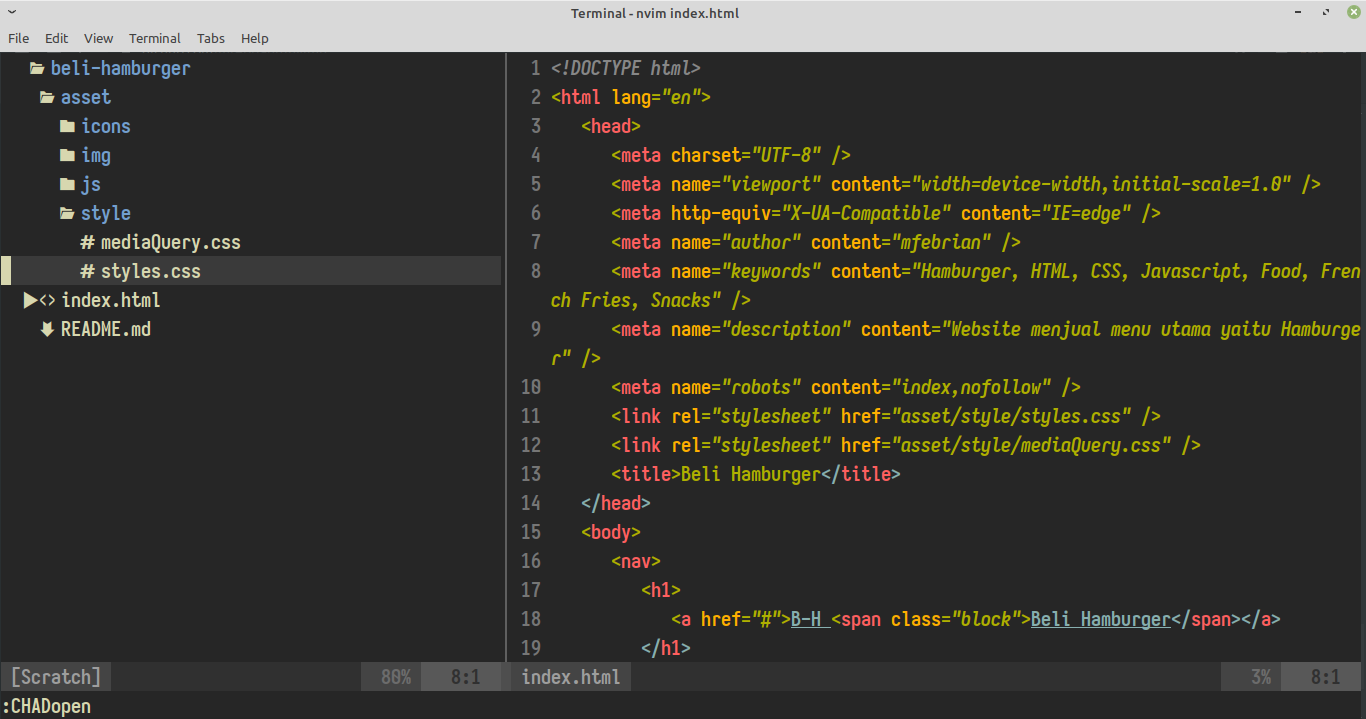 Terminal - nvim index.html
File Edit View Terminal Tabs Help
beli-hamburger
asset
icons
img
js
style
# mediaQuery.css
# styles.css
<> index.html
README.md
1 <!DOCTYPE html>
2 <html lang="en">
3 <head>
4 <meta charset="UTF-8" />
5 <meta name="viewport" content="width=device-width,initial-scale=1.0" />
6 <meta http-equiv="X-UA-Compatible" content="IE=edge" />
7 <meta name="author" content="mfebrian" />
8 <meta name="keywords" content="Hamburger, HTML, CSS, Javascript, Food, Fren
ch Fries, Snacks" />
9 <meta name="description" content="Website menjual menu utama yaitu Hamburge
r" />
10 <meta name="robots" content="index,nofollow" />
11 <link rel="stylesheet" href="asset/style/styles.css" />
12 <link rel="stylesheet" href="asset/style/mediaQuery.css" />
13 <title>Beli Hamburger</title>
14 </head>
15 <body>
16 <nav>
17 <h1>
18 <a href="#">B-H <span class="block">Beli Hamburger</span></a>
19 </h1>
[Scratch] 80% 8:1 index.html 3% 8:1
:CHADopen